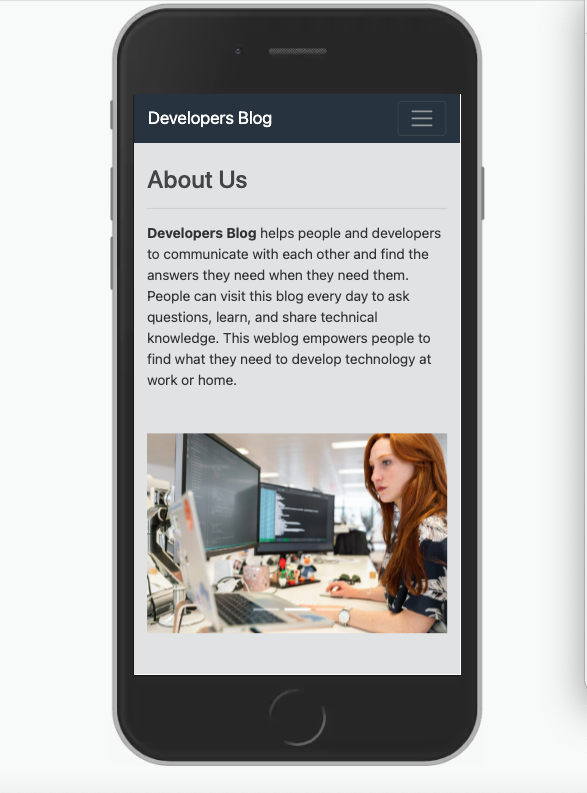 Developers Blog
About Us
Developers Blog helps people and developers
to communicate with each other and find the
answers they need when they need them.
People can visit this blog every day to ask
questions, learn, and share technical
knowledge. This weblog empowers people to
find what they need to develop technology at
work or home.